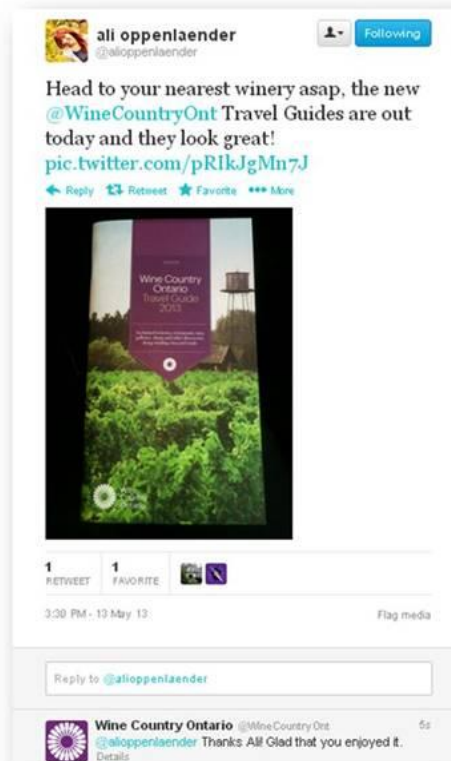 ali oppenlaender
@alioppenlaender
Following
Head to your nearest winery asap, the new
@WineCountryOnt Travel Guides are out
today and they look great!
pic.twitter.com/pRIkJgMn7J
Reply Retweet Favorite More
Wine Country
Ontario
Travel Guide
2013
1 1
RETWEET FAVORITE
3:30 PM - 13 May 13 Flag media
Reply to @alioppenlaender
Wine Country Ontario @WineCountryOnt 5s
@alioppenlaender Thanks Ali! Glad that you enjoyed it.
Details